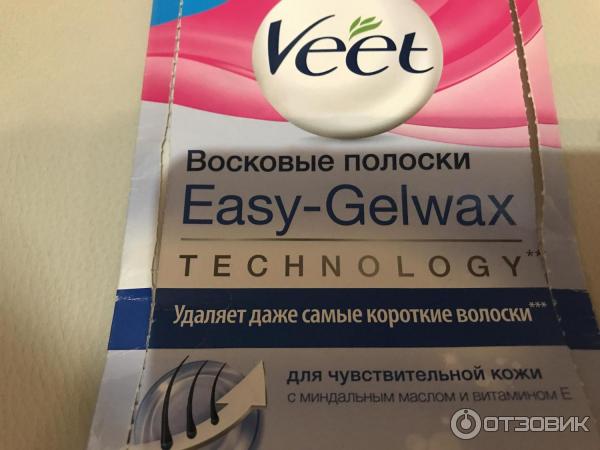 Veet
Восковые полоски
Easy-Gelwax
TECHNOLOGY**
Удаляет даже самые короткие волоски***
для чувствительной кожи
с миндальным маслом и витамином Е
ОТЗОВИК